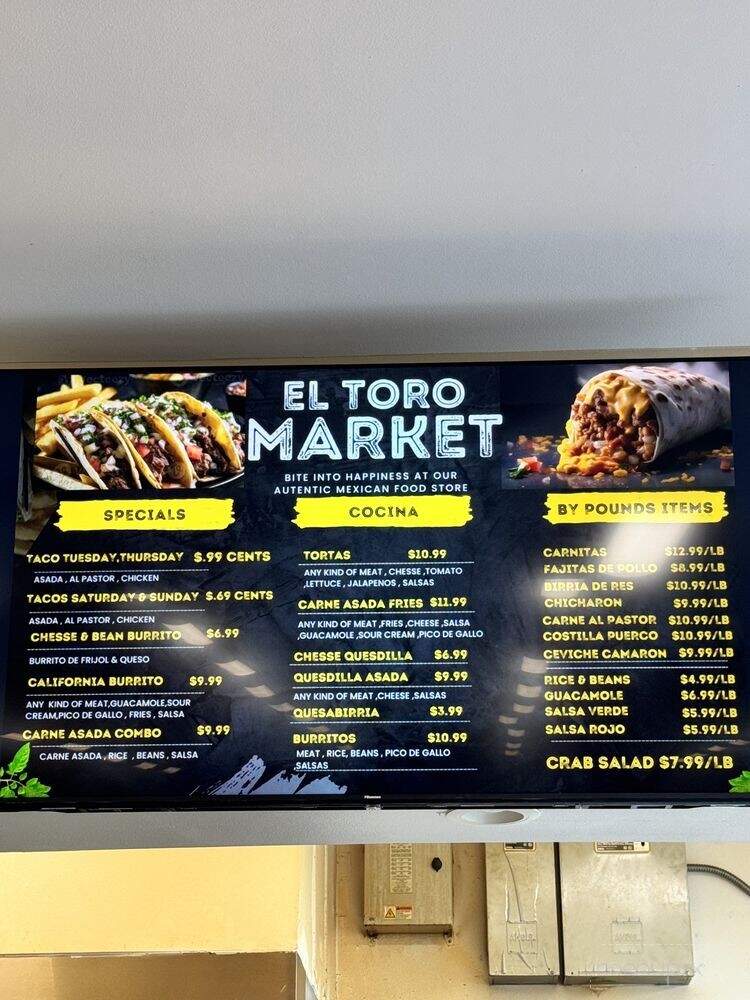 EL TORO
MARKET
BITE INTO HAPPINESS AT OUR
AUTENTIC MEXICAN FOOD STORE
SPECIALS
TACO TUESDAY,THURSDAY $.99 CENTS
ASADA , AL PASTOR , CHICKEN
TACOS SATURDAY & SUNDAY $.69 CENTS
ASADA , AL PASTOR , CHICKEN
CHESSE & BEAN BURRITO $6.99
BURRITO DE FRIJOL & QUESO
CALIFORNIA BURRITO $9.99
ANY KIND OF MEAT,GUACAMOLE,SOUR
CREAM,PICO DE GALLO , FRIES , SALSA
CARNE ASADA COMBO $9.99
CARNE ASADA, RICE , BEANS , SALSA
COCINA
TORTAS $10.99
ANY KIND OF MEAT , CHESSE ,TOMATO
,LETTUCE , JALAPENOS , SALSAS
CARNE ASADA FRIES $11.99
ANY KIND OF MEAT ,FRIES ,CHEESE ,SALSA
,GUACAMOLE ,SOUR CREAM ,PICO DE GALLO
CHESSE QUESDILLA $6.99
QUESDILLA ASADA $9.99
ANY KIND OF MEAT ,CHEESE ,SALSAS
QUESABIRRIA $3.99
BURRITOS $10.99
MEAT , RICE, BEANS , PICO DE GALLO
,SALSAS
BY POUNDS ITEMS
CARNITAS $12.99/LB
FAJITAS DE POLLO $8.99/LB
BIRRIA DE RES $10.99/LB
CHICHARON $9.99/LB
CARNE AL PASTOR $10.99/LB
COSTILLA PUERCO $10.99/LB
CEVICHE CAMARON $9.99/LB
RICE & BEANS $4.99/LB
GUACAMOLE $6.99/LB
SALSA VERDE $5.99/LB
SALSA ROJO $5.99/LB
CRAB SALAD $7.99/LB
Hisense